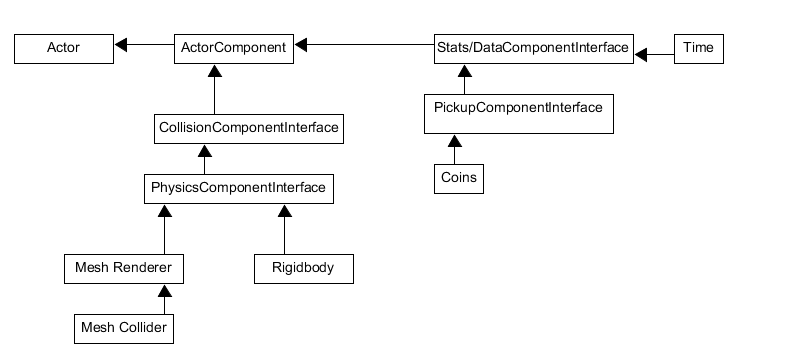 Actor
ActorComponent
Stats/DataComponentInterface
Time
PickupComponentInterface
CollisionComponentInterface
Coins
PhysicsComponentInterface
Mesh Renderer
Rigidbody
Mesh Collider